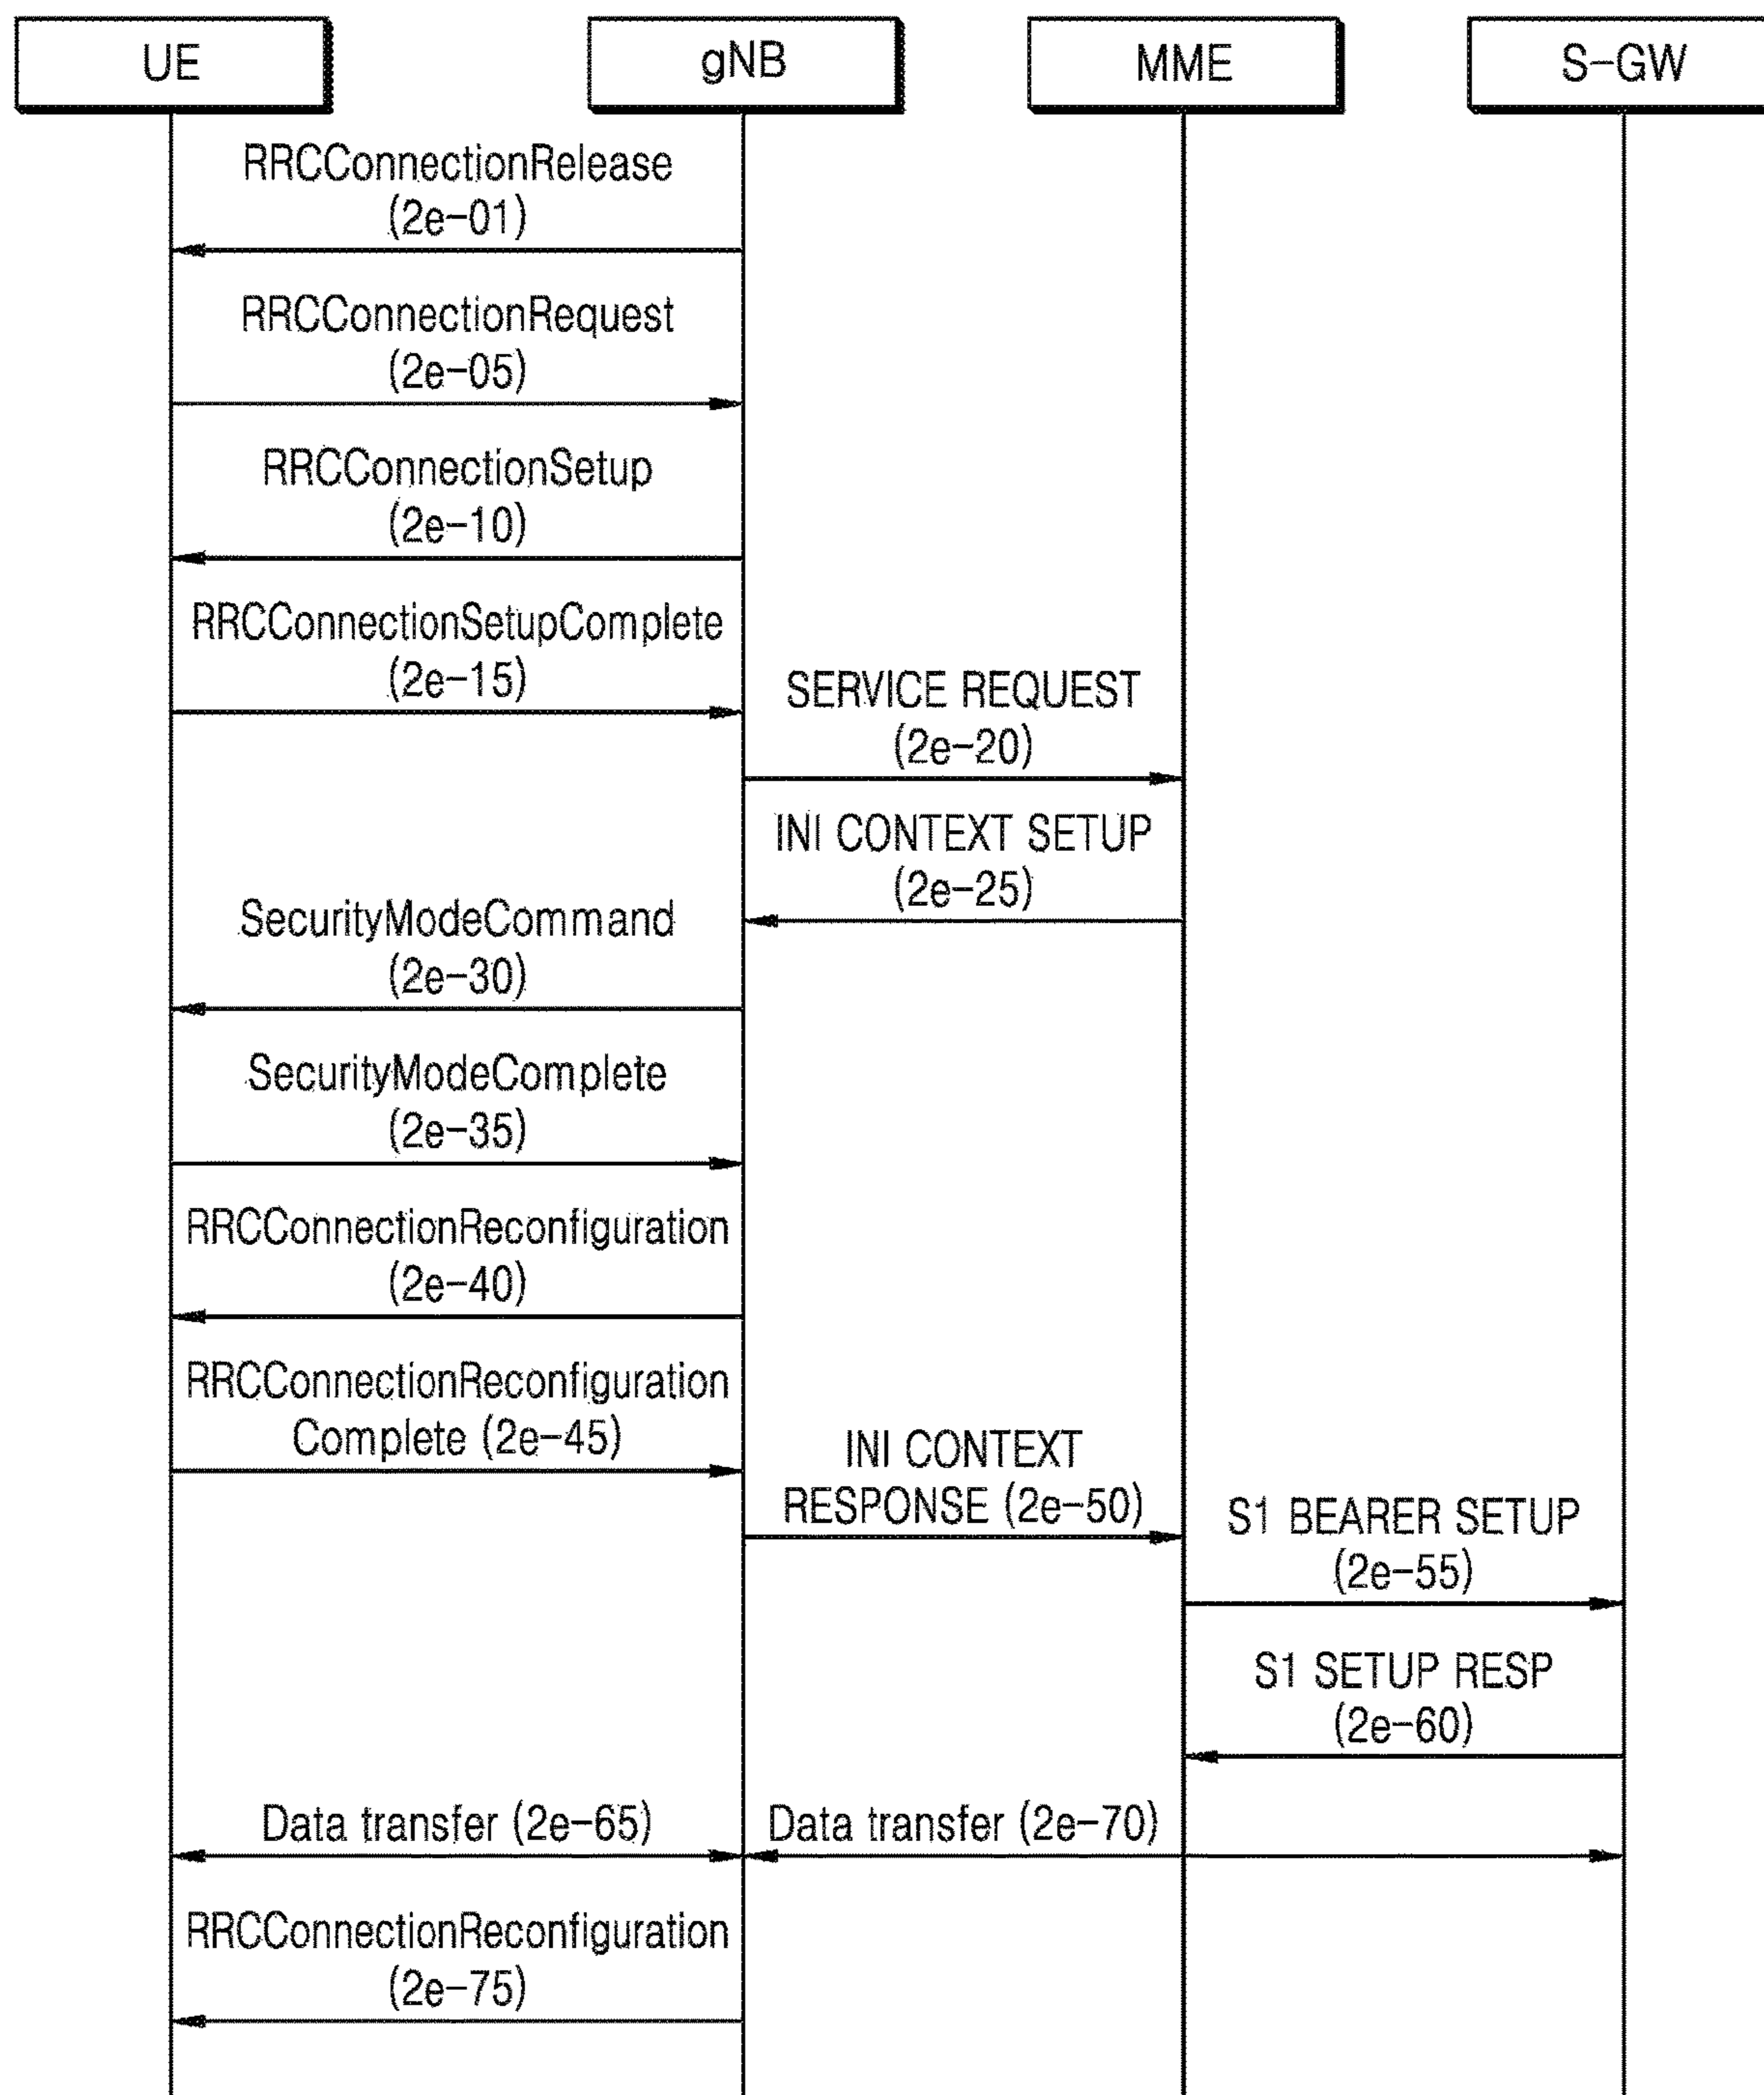 UE
gNB
MME
S-GW
RRCConnectionRelease
(2e-01)
RRCConnectionRequest
(2e-05)
RRCConnectionSetup
(2e-10)
RRCConnectionSetupComplete
(2e-15)
SERVICE REQUEST
(2e-20)
INI CONTEXT SETUP
(2e-25)
SecurityModeCommand
(2e-30)
SecurityModeComplete
(2e-35)
RRCConnectionReconfiguration
(2e-40)
RRCConnectionReconfiguration
Complete (2e-45)
INI CONTEXT
RESPONSE (2e-50)
S1 BEARER SETUP
(2e-55)
S1 SETUP RESP
(2e-60)
Data transfer (2e-65)
Data transfer (2e-70)
RRCConnectionReconfiguration
(2e-75)